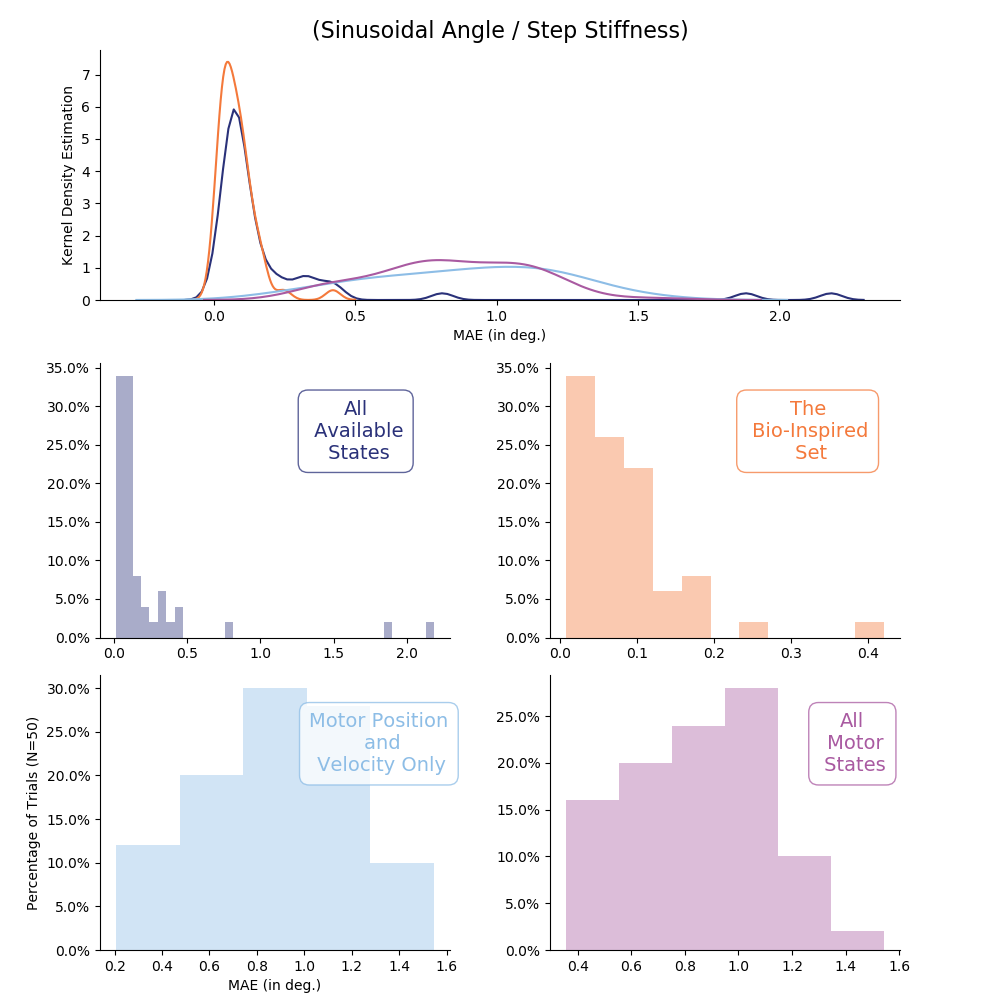 (Sinusoidal Angle / Step Stiffness)
Kernel Density Estimation
7
6
5
4
3
2
1
0
0.0 0.5 1.0 1.5 2.0
MAE (in deg.)
35.0%
30.0%
25.0%
20.0%
15.0%
10.0%
5.0%
0.0%
All
Available
States
0.0 0.5 1.0 1.5 2.0
35.0%
30.0%
25.0%
20.0%
15.0%
10.0%
5.0%
0.0%
The
Bio-Inspired
Set
0.0 0.1 0.2 0.3 0.4
Percentage of Trials (N=50)
30.0%
25.0%
20.0%
15.0%
10.0%
5.0%
0.0%
Motor Position
and
Velocity Only
0.2 0.4 0.6 0.8 1.0 1.2 1.4 1.6
MAE (in deg.)
25.0%
20.0%
15.0%
10.0%
5.0%
0.0%
All
Motor
States
0.4 0.6 0.8 1.0 1.2 1.4 1.6